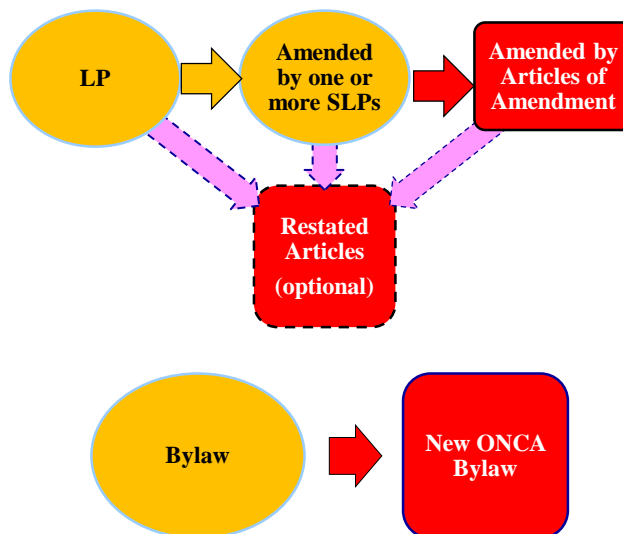 LP
Amended
by one or
more SLPs
Amended by
Articles of
Amendment
Restated
Articles
(optional)
Bylaw
New ONCA
Bylaw